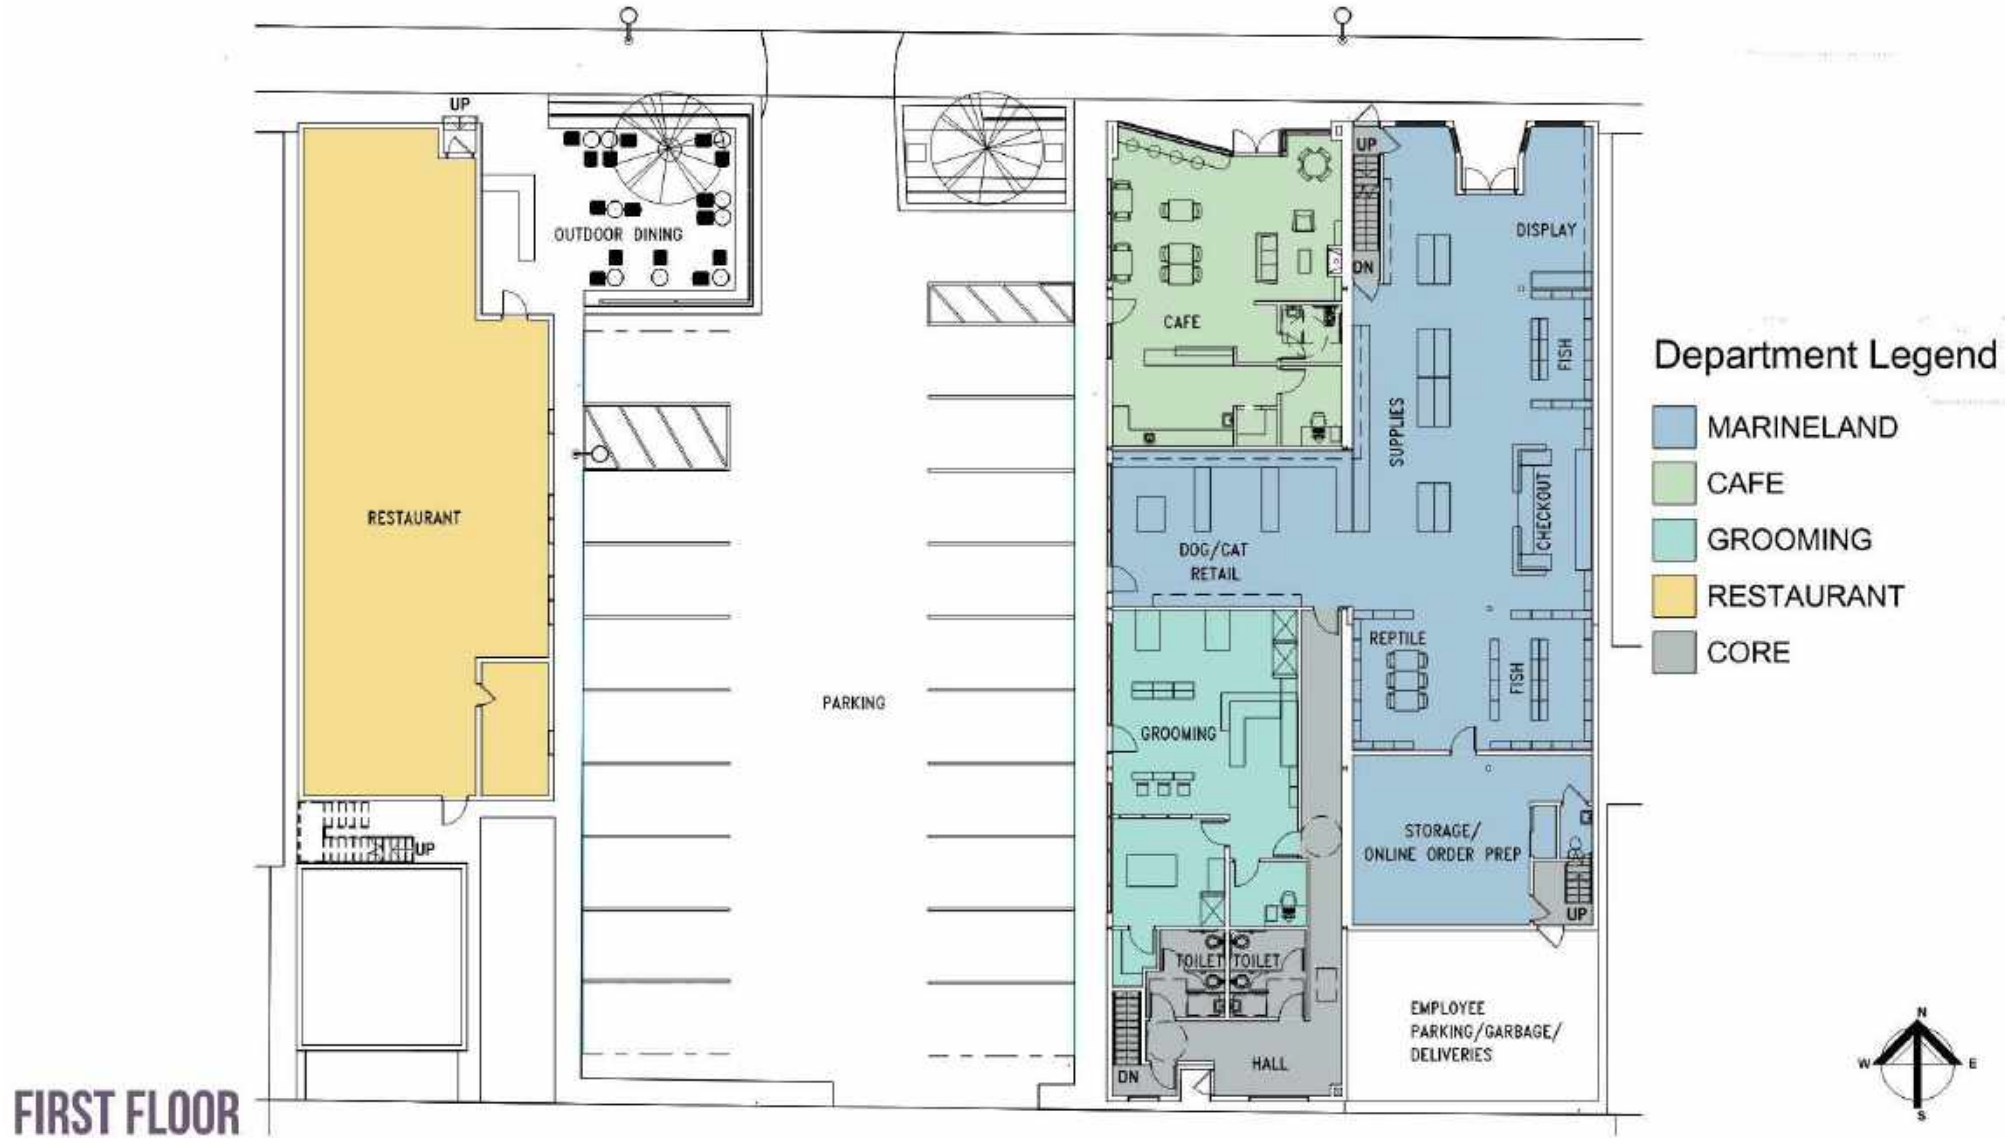 UP
OUTDOOR DINING
RESTAURANT
UP
PARKING
UP
DN
CAFE
DISPLAY
FISH
SUPPLIES
CHECKOUT
DOG/CAT
RETAIL
REPTILE
FISH
GROOMING
STORAGE/
ONLINE ORDER PREP
UP
TOILET
TOILET
HALL
DN
EMPLOYEE
PARKING/GARBAGE/
DELIVERIES
Department Legend
MARINELAND
CAFE
GROOMING
RESTAURANT
CORE
N
W
E
S
FIRST FLOOR